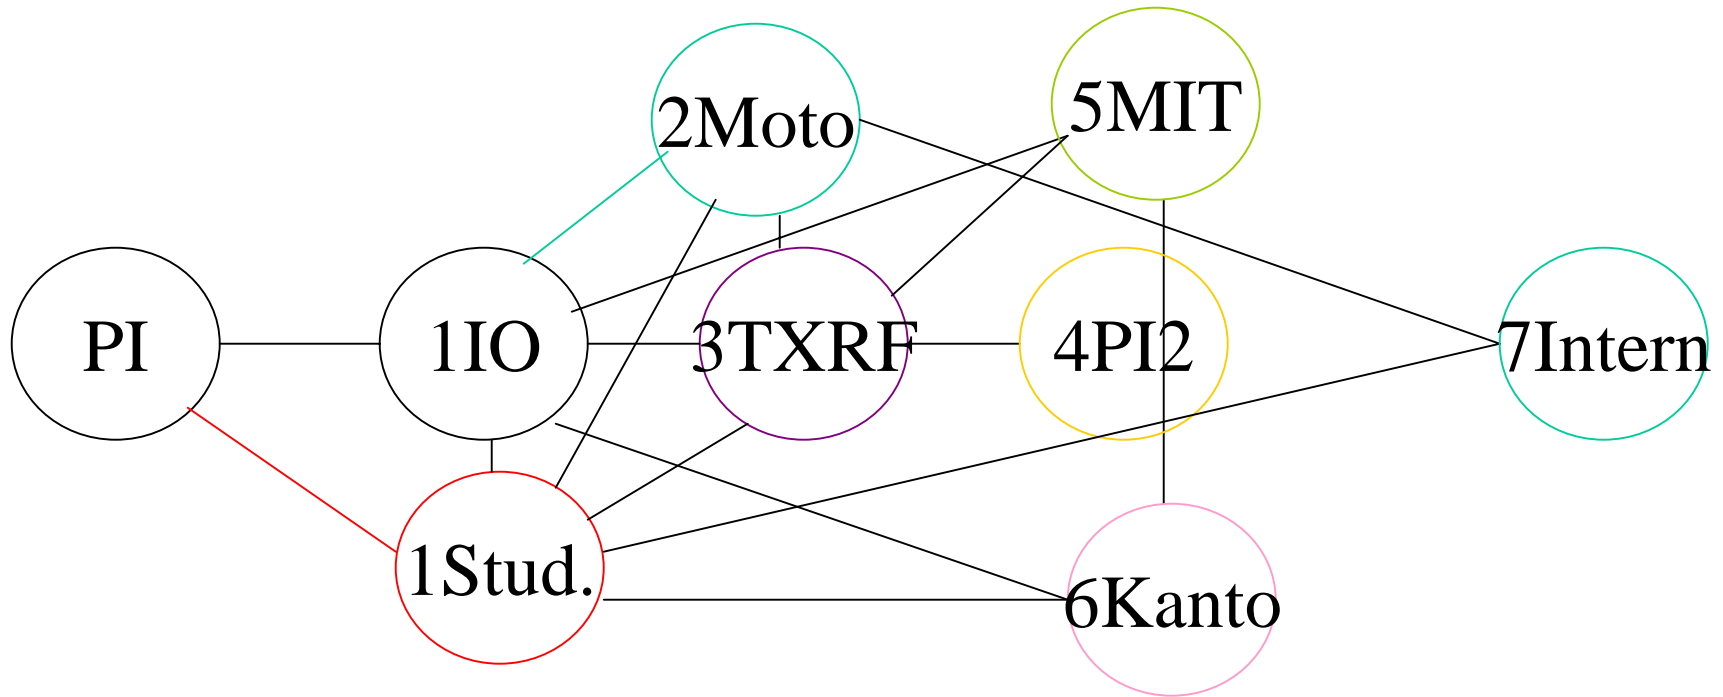 2Moto
5MIT
PI
1IO
3TXRF
4PI2
7Intern
1Stud.
6Kanto